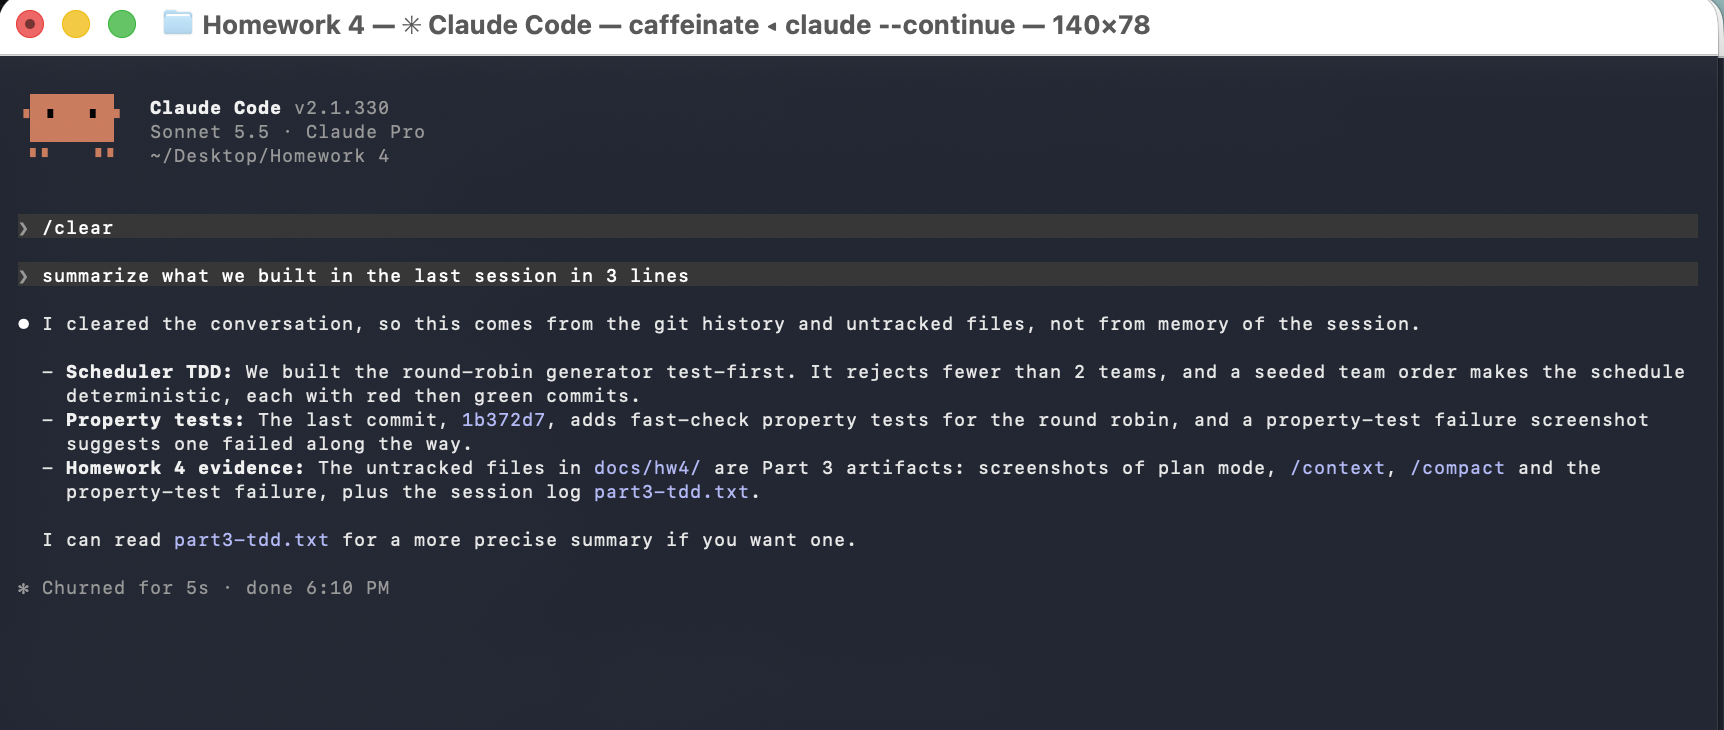 Homework 4 — ✳ Claude Code — caffeinate ◂ claude --continue — 140×78
Claude Code v2.1.330
Sonnet 5.5 · Claude Pro
~/Desktop/Homework 4
❯ /clear
❯ summarize what we built in the last session in 3 lines
● I cleared the conversation, so this comes from the git history and untracked files, not from memory of the session.
– Scheduler TDD: We built the round-robin generator test-first. It rejects fewer than 2 teams, and a seeded team order makes the schedule
deterministic, each with red then green commits.
– Property tests: The last commit, 1b372d7, adds fast-check property tests for the round robin, and a property-test failure screenshot
suggests one failed along the way.
– Homework 4 evidence: The untracked files in docs/hw4/ are Part 3 artifacts: screenshots of plan mode, /context, /compact and the
property-test failure, plus the session log part3-tdd.txt.
I can read part3-tdd.txt for a more precise summary if you want one.
✻ Churned for 5s · done 6:10 PM